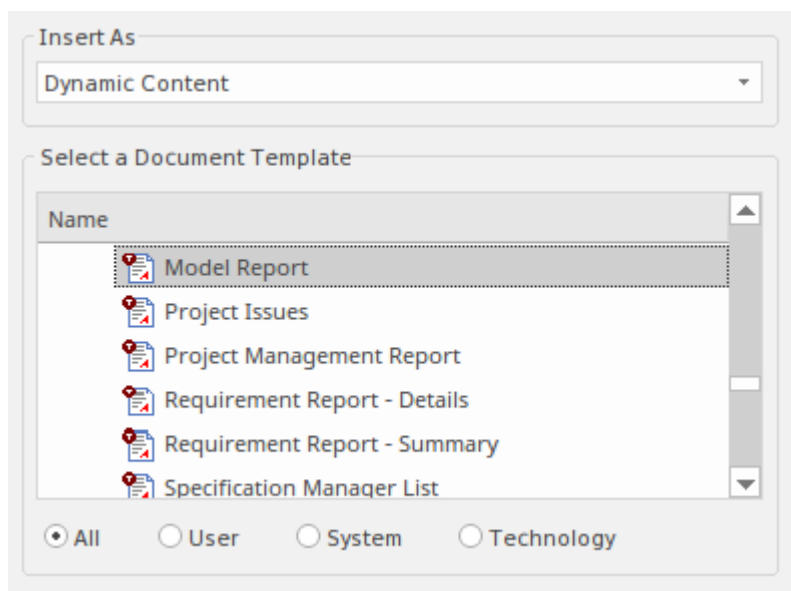 Insert As
Dynamic Content
Select a Document Template
Name
Model Report
Project Issues
Project Management Report
Requirement Report - Details
Requirement Report - Summary
Specification Manager List
All User System Technology